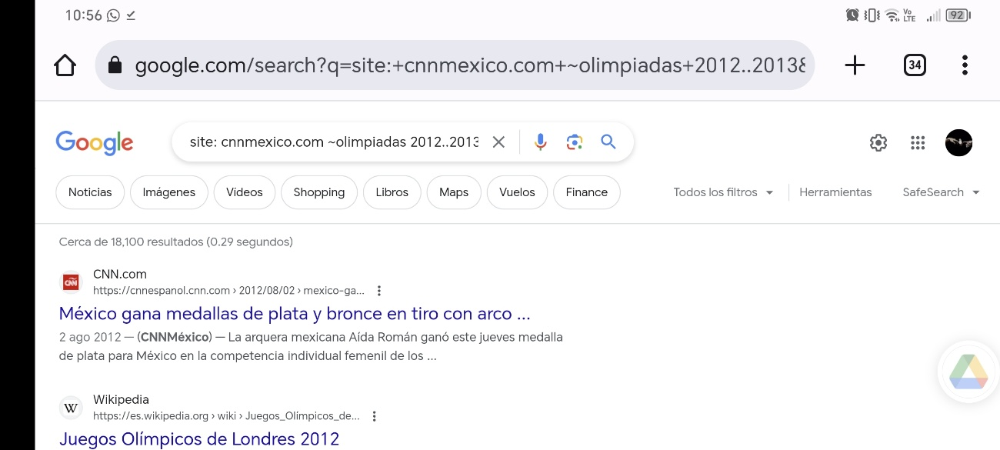 10:56
Vo LTE 92
google.com/search?q=site:+cnnmexico.com+~olimpiadas+2012..2013&
34
Google
site: cnnmexico.com ~olimpiadas 2012..2013
Noticias Imágenes Vídeos Shopping Libros Maps Vuelos Finance Todos los filtros Herramientas SafeSearch
Cerca de 18,100 resultados (0.29 segundos)
CNN.com
https://cnnespanol.cnn.com › 2012/08/02 › mexico-ga...
México gana medallas de plata y bronce en tiro con arco ...
2 ago 2012 — (CNNMéxico) — La arquera mexicana Aída Román ganó este jueves medalla
de plata para México en la competencia individual femenil de los ...
W
Wikipedia
https://es.wikipedia.org › wiki › Juegos_Olímpicos_de...
Juegos Olímpicos de Londres 2012